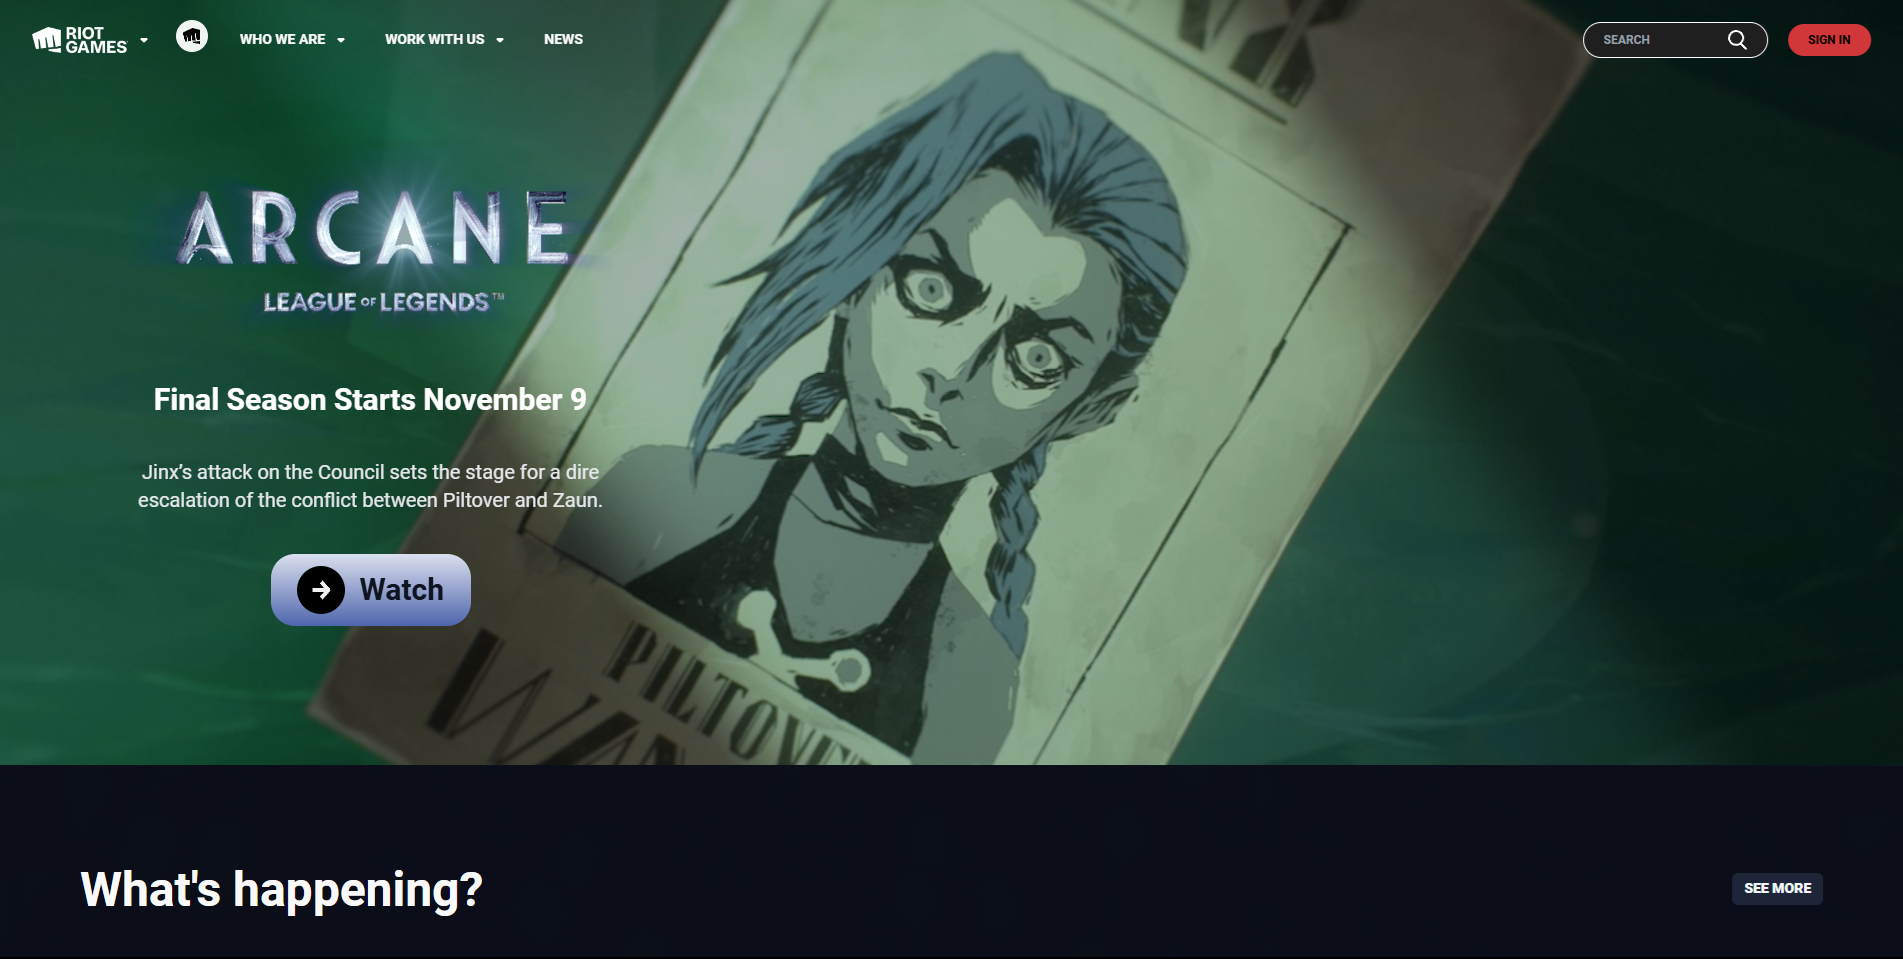 RIOT
GAMES
WHO WE ARE
WORK WITH US
NEWS
SEARCH
SIGN IN
ARCANE
LEAGUE OF LEGENDS™
Final Season Starts November 9
Jinx’s attack on the Council sets the stage for a dire
escalation of the conflict between Piltover and Zaun.
Watch
PILTOVE
What's happening?
SEE MORE